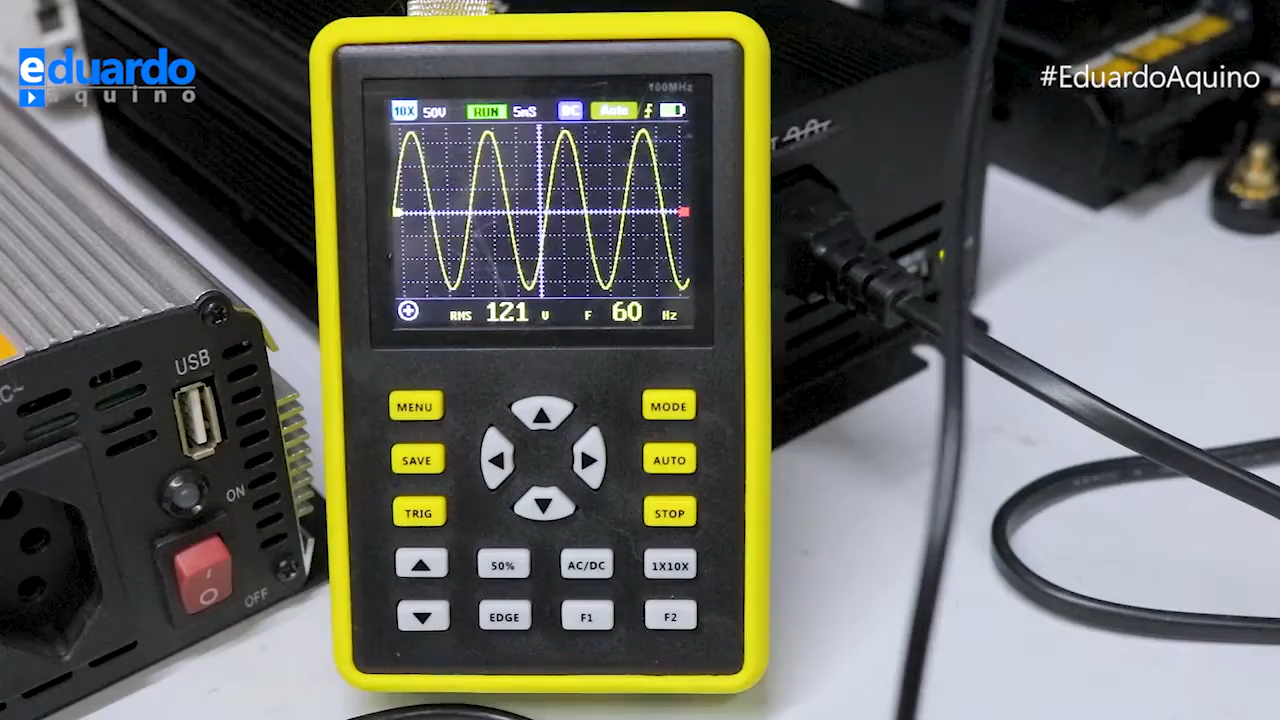 eduardo
aquino
#EduardoAquino
100MHz
10X 50V RUN 5mS DC Auto
RMS 121 V F 60 Hz
USB
ON
OFF
MENU
MODE
SAVE
AUTO
TRIG
STOP
50%
AC/DC
1X10X
EDGE
F1
F2